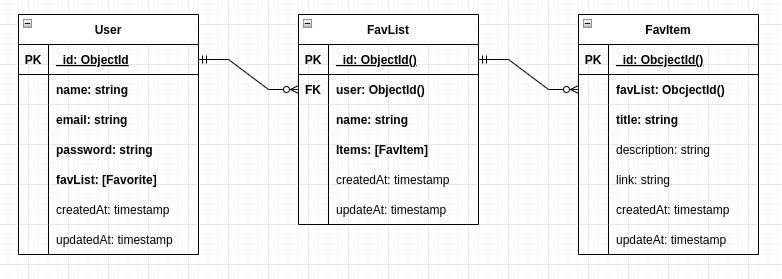 User
PK _id: ObjectId
name: string
email: string
password: string
favList: [Favorite]
createdAt: timestamp
updatedAt: timestamp
FavList
PK _id: ObjectId()
FK user: ObjectId()
name: string
Items: [FavItem]
createdAt: timestamp
updateAt: timestamp
FavItem
PK _id: ObcjectId()
favList: ObcjectId()
title: string
description: string
link: string
createdAt: timestamp
updateAt: timestamp